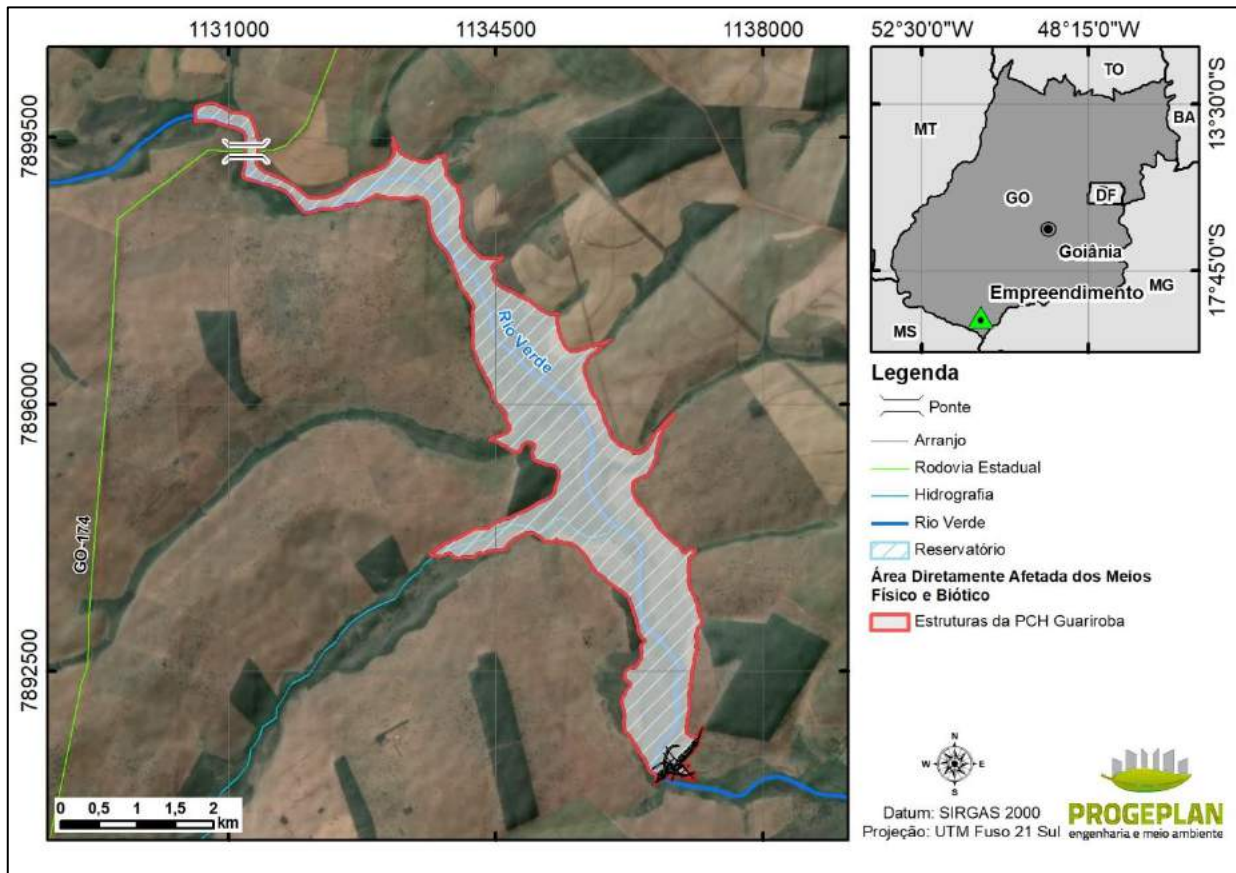 1131000
1134500
1138000
7899500
7896000
7892500
Rio Verde
GO-174
0 0,5 1 1,5 2
km
52°30'0"W
48°15'0"W
13°30'0"S
17°45'0"S
TO
BA
MT
GO
DF
Goiânia
MG
Empreendimento
MS
Legenda
Ponte
Arranjo
Rodovia Estadual
Hidrografia
Rio Verde
Reservatório
Área Diretamente Afetada dos Meios
Físico e Biótico
Estruturas da PCH Guariroba
N
W
E
S
Datum: SIRGAS 2000
Projeção: UTM Fuso 21 Sul
PROGEPLAN
engenharia e meio ambiente